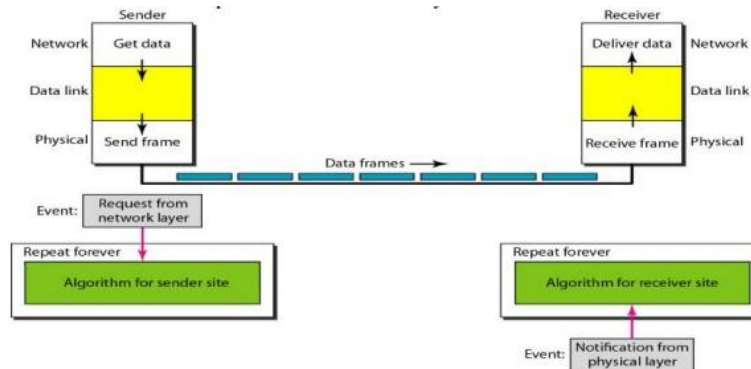 Sender
Receiver
Network
Get data
Deliver data
Network
Data link
Data link
Physical
Send frame
Receive frame
Physical
Data frames
Event:
Request from
network layer
Repeat forever
Algorithm for sender site
Repeat forever
Algorithm for receiver site
Event:
Notification from
physical layer